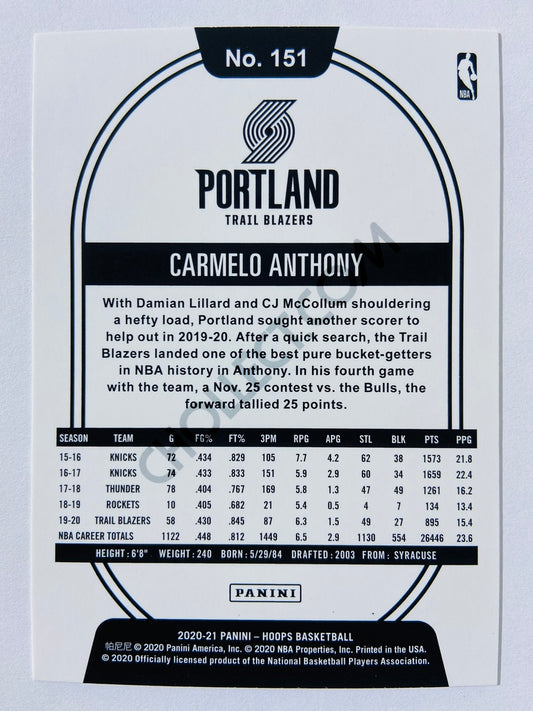 No. 151
NBA
PORTLAND
TRAIL BLAZERS
CARMELO ANTHONY
With Damian Lillard and CJ McCollum shouldering
a hefty load, Portland sought another scorer to
help out in 2019-20. After a quick search, the Trail
Blazers landed one of the best pure bucket-getters
in NBA history in Anthony. In his fourth game
with the team, a Nov. 25 contest vs. the Bulls, the
forward tallied 25 points.
CHOLLECT.COM
SEASON TEAM G FG% FT% 3PM RPG APG STL BLK PTS PPG
15-16 KNICKS 72 .434 .829 105 7.7 4.2 62 38 1573 21.8
16-17 KNICKS 74 .433 .833 151 5.9 2.9 60 34 1659 22.4
17-18 THUNDER 78 .404 .767 169 5.8 1.3 47 49 1261 16.2
18-19 ROCKETS 10 .405 .682 21 5.4 0.5 4 7 134 13.4
19-20 TRAIL BLAZERS 58 .430 .845 87 6.3 1.5 49 27 895 15.4
NBA CAREER TOTALS 1122 .448 .812 1449 6.5 2.9 1130 554 26446 23.6
HEIGHT: 6'8" WEIGHT: 240 BORN: 5/29/84 DRAFTED: 2003 FROM: SYRACUSE
PANINI
2020-21 PANINI – HOOPS BASKETBALL
帕尼尼 © 2020 Panini America, Inc. © 2020 NBA Properties, Inc. Printed in the USA.
© 2020 Officially licensed product of the National Basketball Players Association.